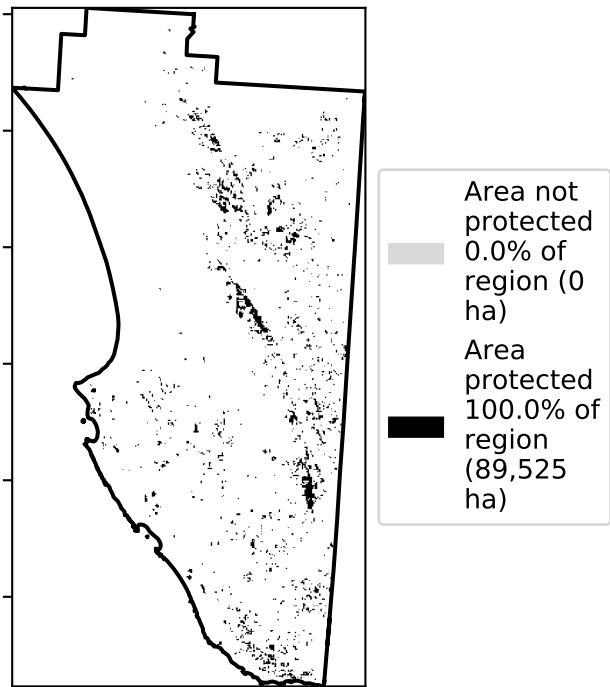 Area not
protected
0.0% of
region (0
ha)
Area
protected
100.0% of
region
(89,525
ha)